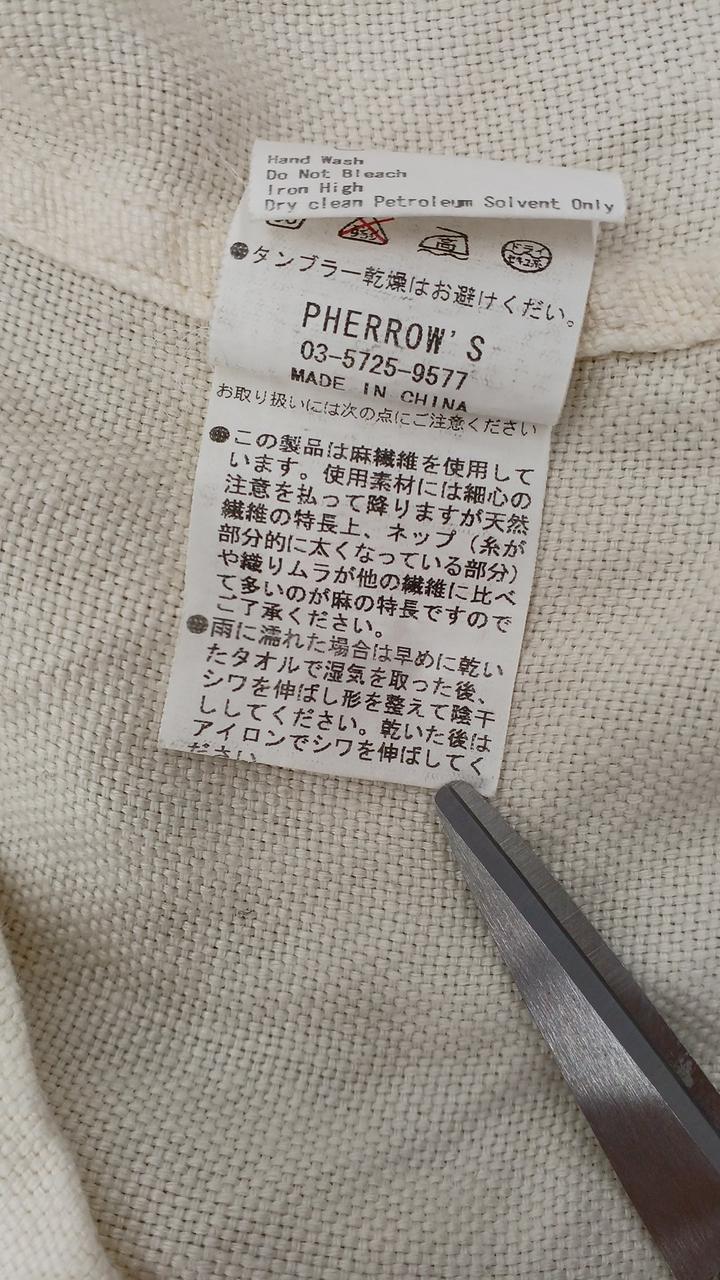 Hand Wash
Do Not Bleach
Iron High
Dry clean Petroleum Solvent Only
高
ドライ
セキユ系
●タンブラー乾燥はお避けくだい。
PHERROW'S
03-5725-9577
MADE IN CHINA
お取り扱いには次の点にご注意ください
●この製品は麻繊維を使用して
います。使用素材には細心の
注意を払って降りますが天然
繊維の特長上、ネップ（糸が
部分的に太くなっている部分）
や織りムラが他の繊維に比べ
て多いのが麻の特長ですので
ご了承ください。
●雨に濡れた場合は早めに乾い
たタオルで湿気を取った後、
シワを伸ばし形を整えて陰干
ししてください。乾いた後は
アイロンでシワを伸ばしてく
ださい